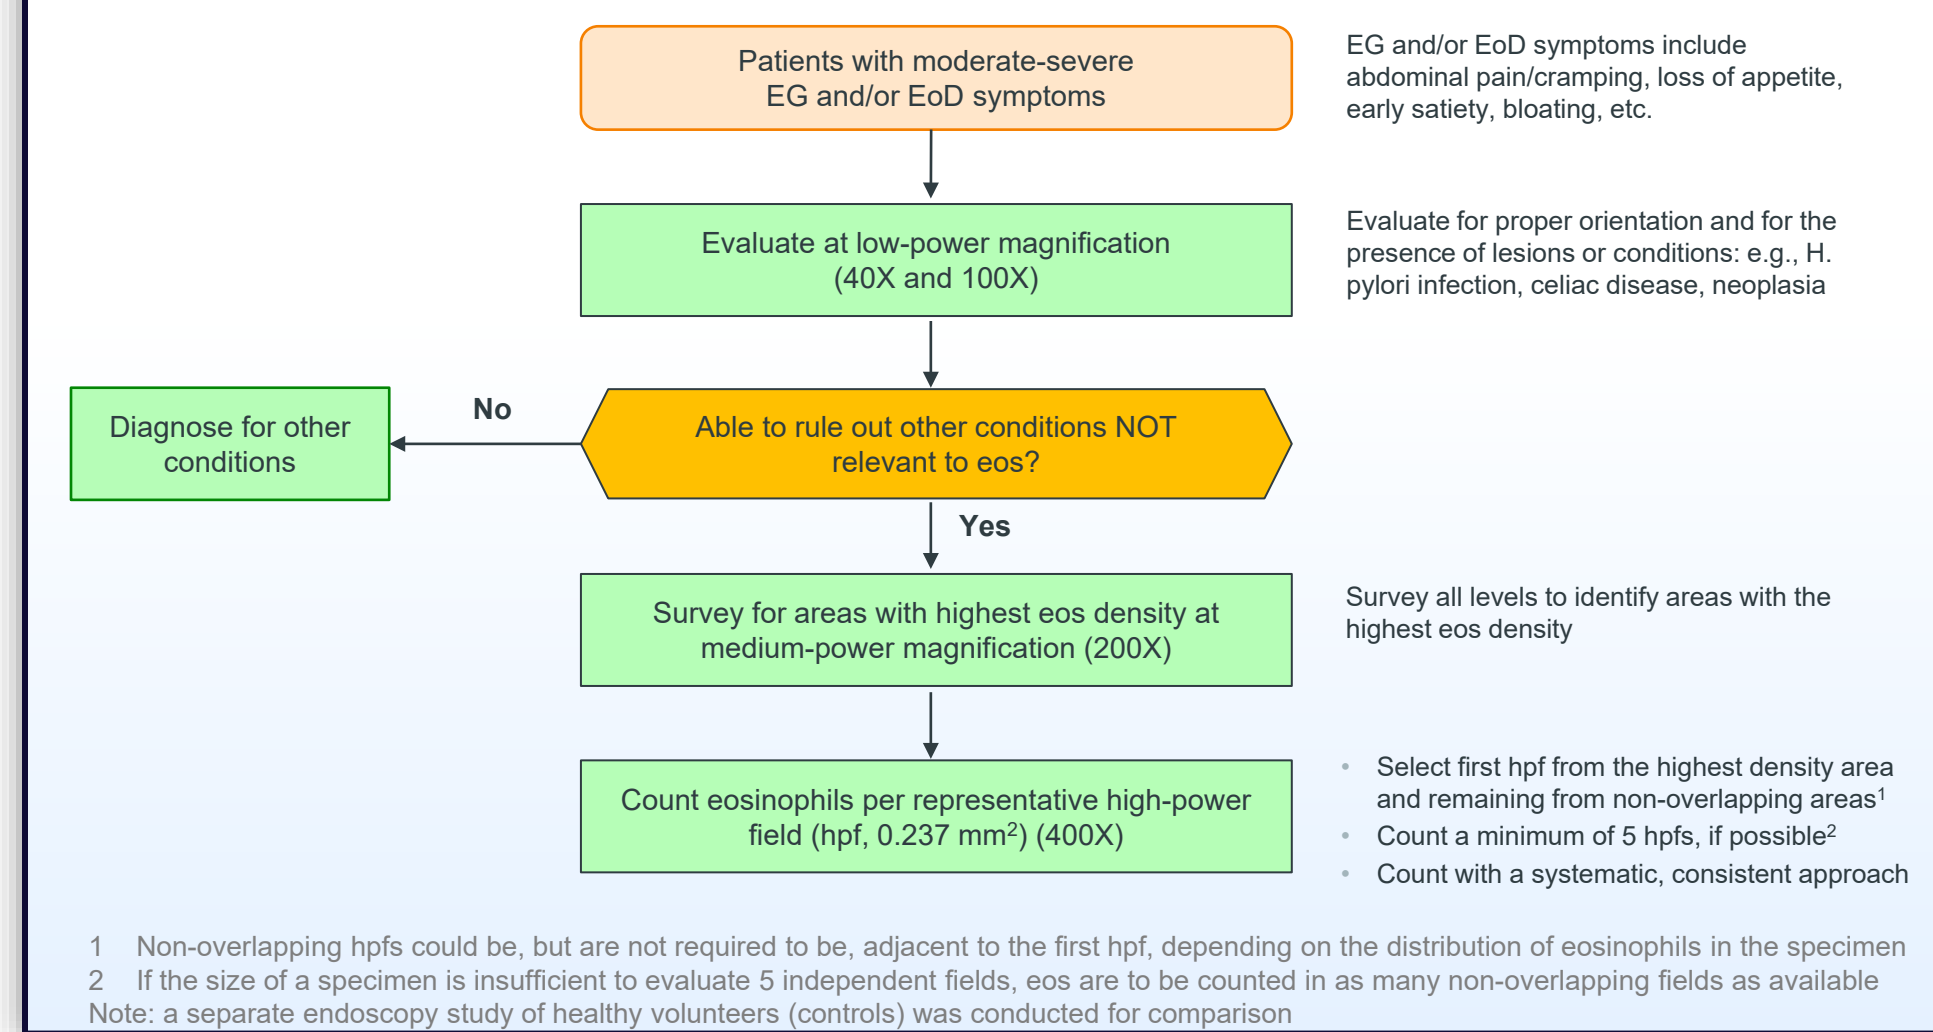 Patients with moderate-severe
EG and/or EoD symptoms
EG and/or EoD symptoms include
abdominal pain/cramping, loss of appetite,
early satiety, bloating, etc.
Evaluate at low-power magnification
(40X and 100X)
Evaluate for proper orientation and for the
presence of lesions or conditions: e.g., H.
pylori infection, celiac disease, neoplasia
Diagnose for other
conditions
No
Able to rule out other conditions NOT
relevant to eos?
Yes
Survey for areas with highest eos density at
medium-power magnification (200X)
Survey all levels to identify areas with the
highest eos density
Count eosinophils per representative high-power
field (hpf, 0.237 mm²) (400X)
• Select first hpf from the highest density area
and remaining from non-overlapping areas¹
• Count a minimum of 5 hpfs, if possible²
• Count with a systematic, consistent approach
1 Non-overlapping hpfs could be, but are not required to be, adjacent to the first hpf, depending on the distribution of eosinophils in the specimen
2 If the size of a specimen is insufficient to evaluate 5 independent fields, eos are to be counted in as many non-overlapping fields as available
Note: a separate endoscopy study of healthy volunteers (controls) was conducted for comparison